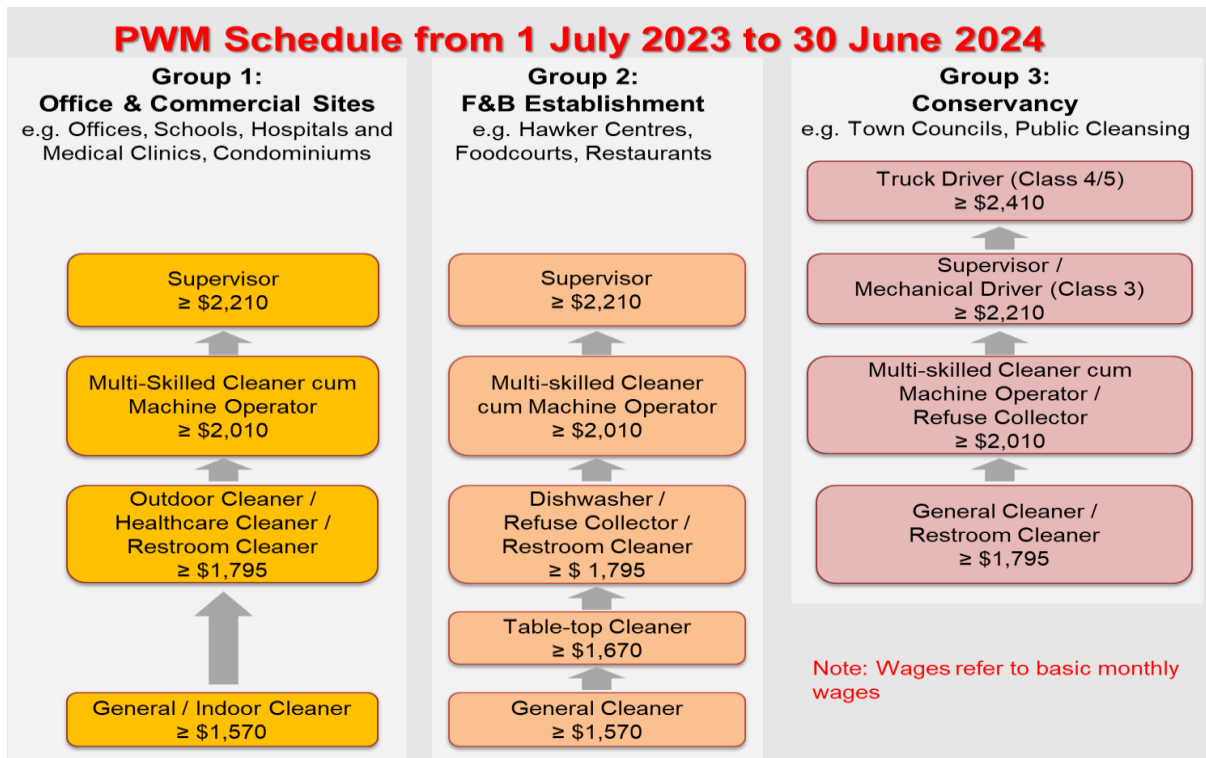 PWM Schedule from 1 July 2023 to 30 June 2024
Group 1:
Office & Commercial Sites
e.g. Offices, Schools, Hospitals and
Medical Clinics, Condominiums
Supervisor
≥ $2,210
Multi-Skilled Cleaner cum
Machine Operator
≥ $2,010
Outdoor Cleaner /
Healthcare Cleaner /
Restroom Cleaner
≥ $1,795
General / Indoor Cleaner
≥ $1,570
Group 2:
F&B Establishment
e.g. Hawker Centres,
Foodcourts, Restaurants
Supervisor
≥ $2,210
Multi-skilled Cleaner
cum Machine Operator
≥ $2,010
Dishwasher /
Refuse Collector /
Restroom Cleaner
≥ $ 1,795
Table-top Cleaner
≥ $1,670
General Cleaner
≥ $1,570
Group 3:
Conservancy
e.g. Town Councils, Public Cleansing
Truck Driver (Class 4/5)
≥ $2,410
Supervisor /
Mechanical Driver (Class 3)
≥ $2,210
Multi-skilled Cleaner cum
Machine Operator /
Refuse Collector
≥ $2,010
General Cleaner /
Restroom Cleaner
≥ $1,795
Note: Wages refer to basic monthly
wages